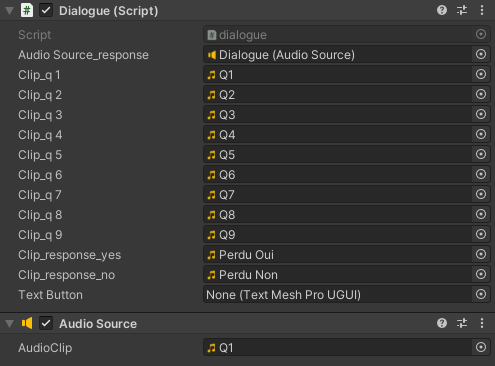 # Dialogue (Script)
Script # dialogue
Audio Source_response Dialogue (Audio Source)
Clip_q 1 Q1
Clip_q 2 Q2
Clip_q 3 Q3
Clip_q 4 Q4
Clip_q 5 Q5
Clip_q 6 Q6
Clip_q 7 Q7
Clip_q 8 Q8
Clip_q 9 Q9
Clip_response_yes Perdu Oui
Clip_response_no Perdu Non
Text Button None (Text Mesh Pro UGUI)
Audio Source
AudioClip Q1